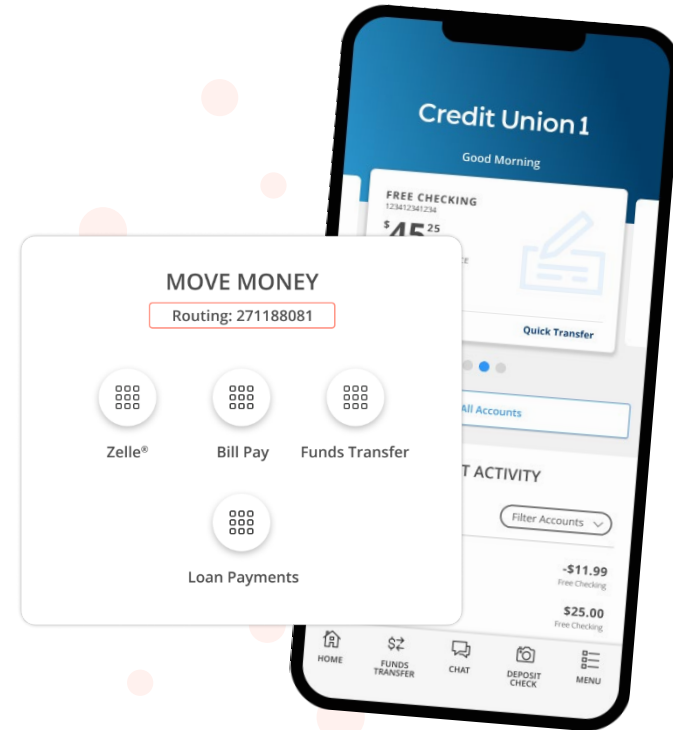 Credit Union 1
Good Morning
FREE CHECKING
123412341234
$45 25
Quick Transfer
All Accounts
ACTIVITY
Filter Accounts
-$11.99
Free Checking
$25.00
Free Checking
HOME
FUNDS
TRANSFER
CHAT
DEPOSIT
CHECK
MENU
MOVE MONEY
Routing: 271188081
Zelle®
Bill Pay
Funds Transfer
Loan Payments